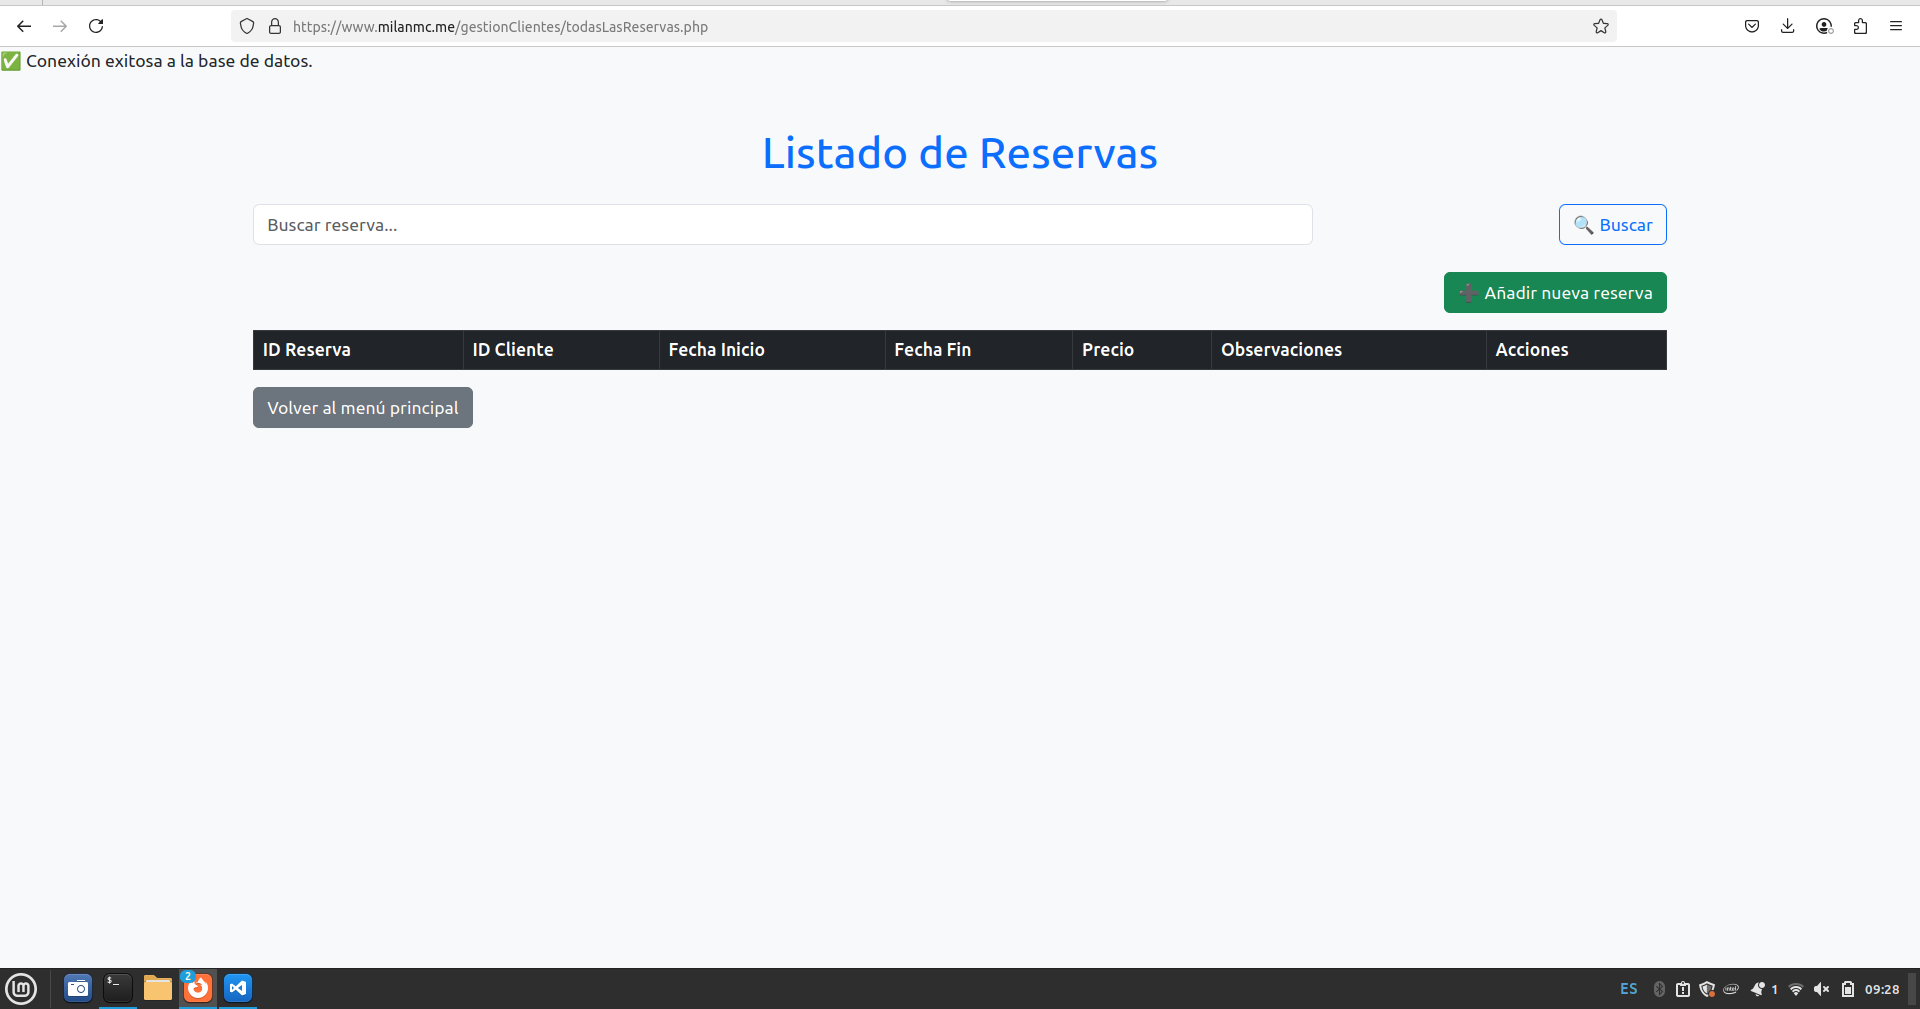 https://www.milanmc.me/gestionClientes/todasLasReservas.php
✅ Conexión exitosa a la base de datos.
Listado de Reservas
Buscar reserva...
🔍 Buscar
➕ Añadir nueva reserva
ID Reserva ID Cliente Fecha Inicio Fecha Fin Precio Observaciones Acciones
Volver al menú principal
$_
2
ES
intel
1
09:28